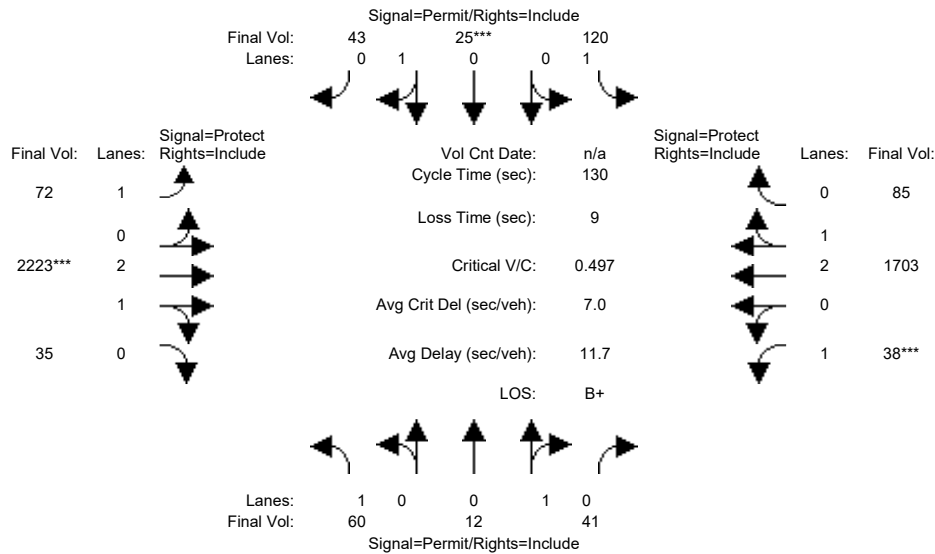 Signal=Permit/Rights=Include
Final Vol: 43 25*** 120
Lanes: 0 1 0 0 1
Signal=Protect Signal=Protect
Final Vol: Lanes: Rights=Include Vol Cnt Date: n/a Rights=Include Lanes: Final Vol:
Cycle Time (sec): 130
72 1 0 85
Loss Time (sec): 9
0 1
2223*** 2 Critical V/C: 0.497 2 1703
1 Avg Crit Del (sec/veh): 7.0 0
35 0 Avg Delay (sec/veh): 11.7 1 38***
LOS: B+
Lanes: 1 0 0 1 0
Final Vol: 60 12 41
Signal=Permit/Rights=Include